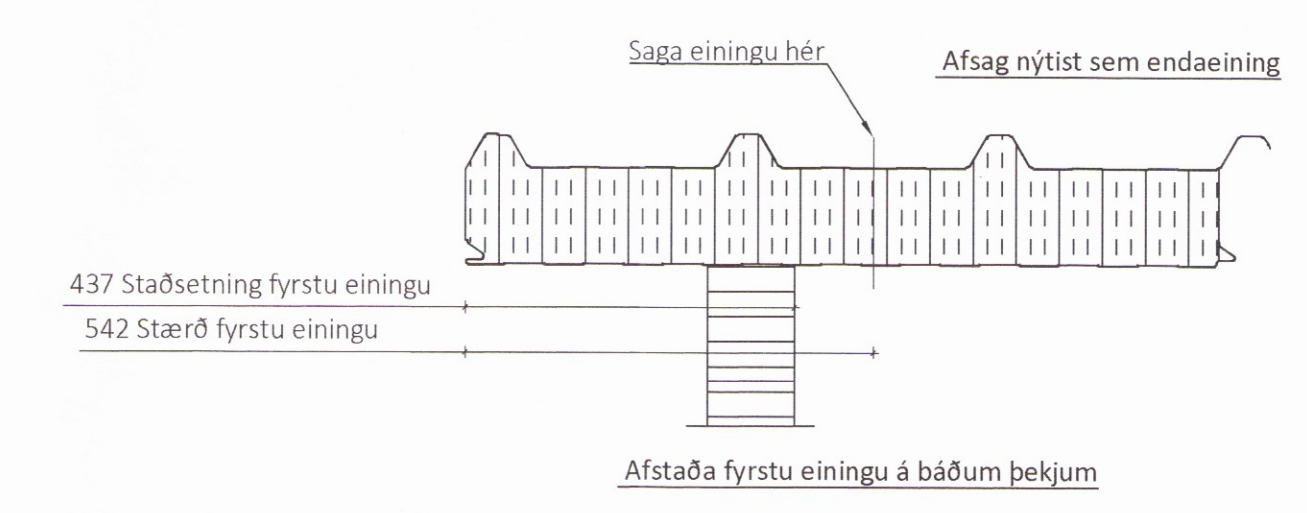 Saga einingu hér
Afsag nýtist sem endaeining
437 Staðsetning fyrstu einingu
542 Stærð fyrstu einingu
Afstaða fyrstu einingu á báðum þekjum